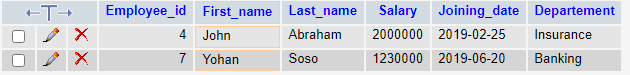 Employee_id First_name Last_name Salary Joining_date Departement
4 John Abraham 2000000 2019-02-25 Insurance
7 Yohan Soso 1230000 2019-06-20 Banking